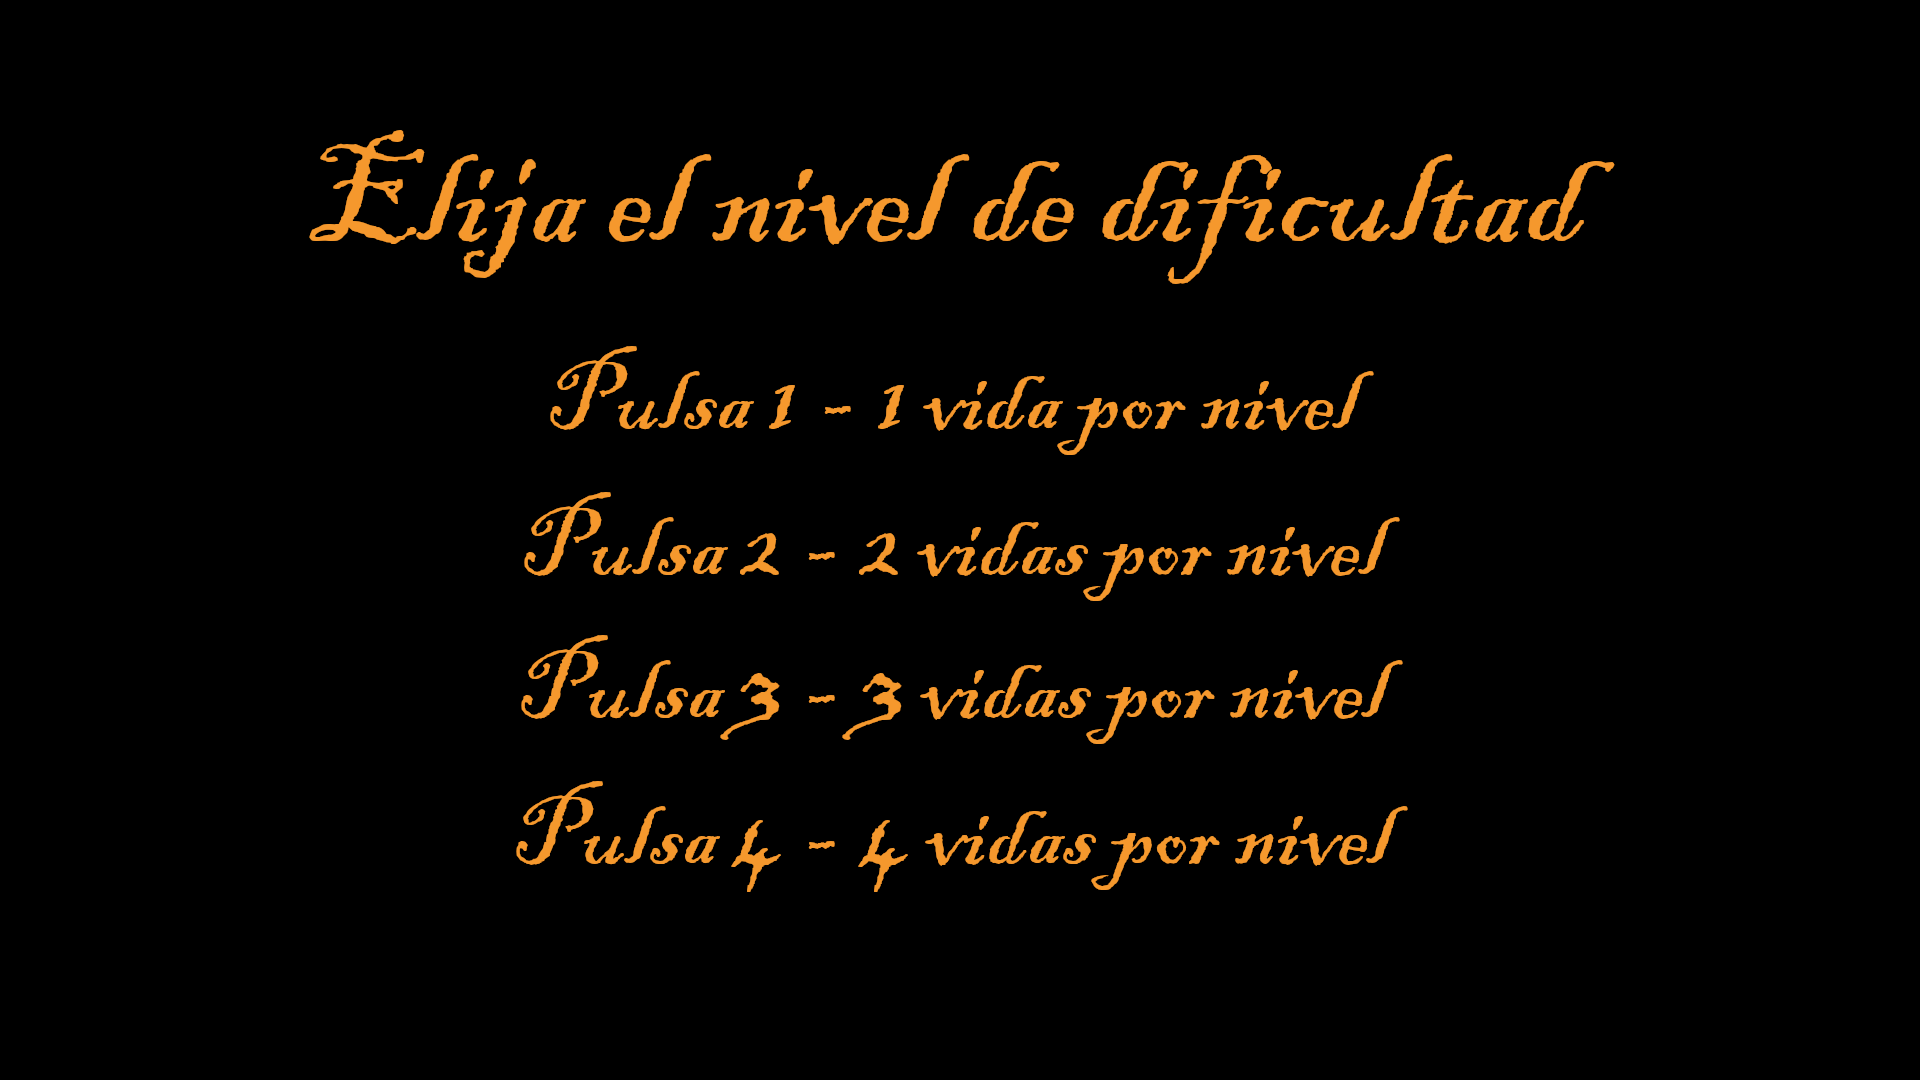 Elija el nivel de dificultad
Pulsa 1 - 1 vida por nivel
Pulsa 2 - 2 vidas por nivel
Pulsa 3 - 3 vidas por nivel
Pulsa 4 - 4 vidas por nivel